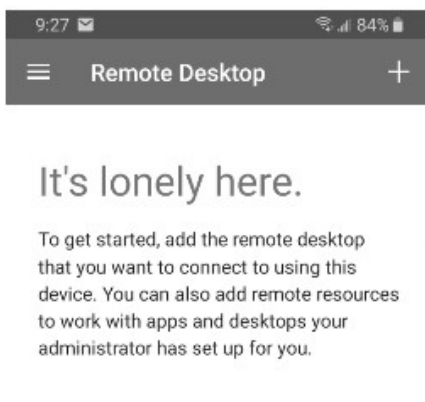 9:27 84%
Remote Desktop
It's lonely here.
To get started, add the remote desktop
that you want to connect to using this
device. You can also add remote resources
to work with apps and desktops your
administrator has set up for you.